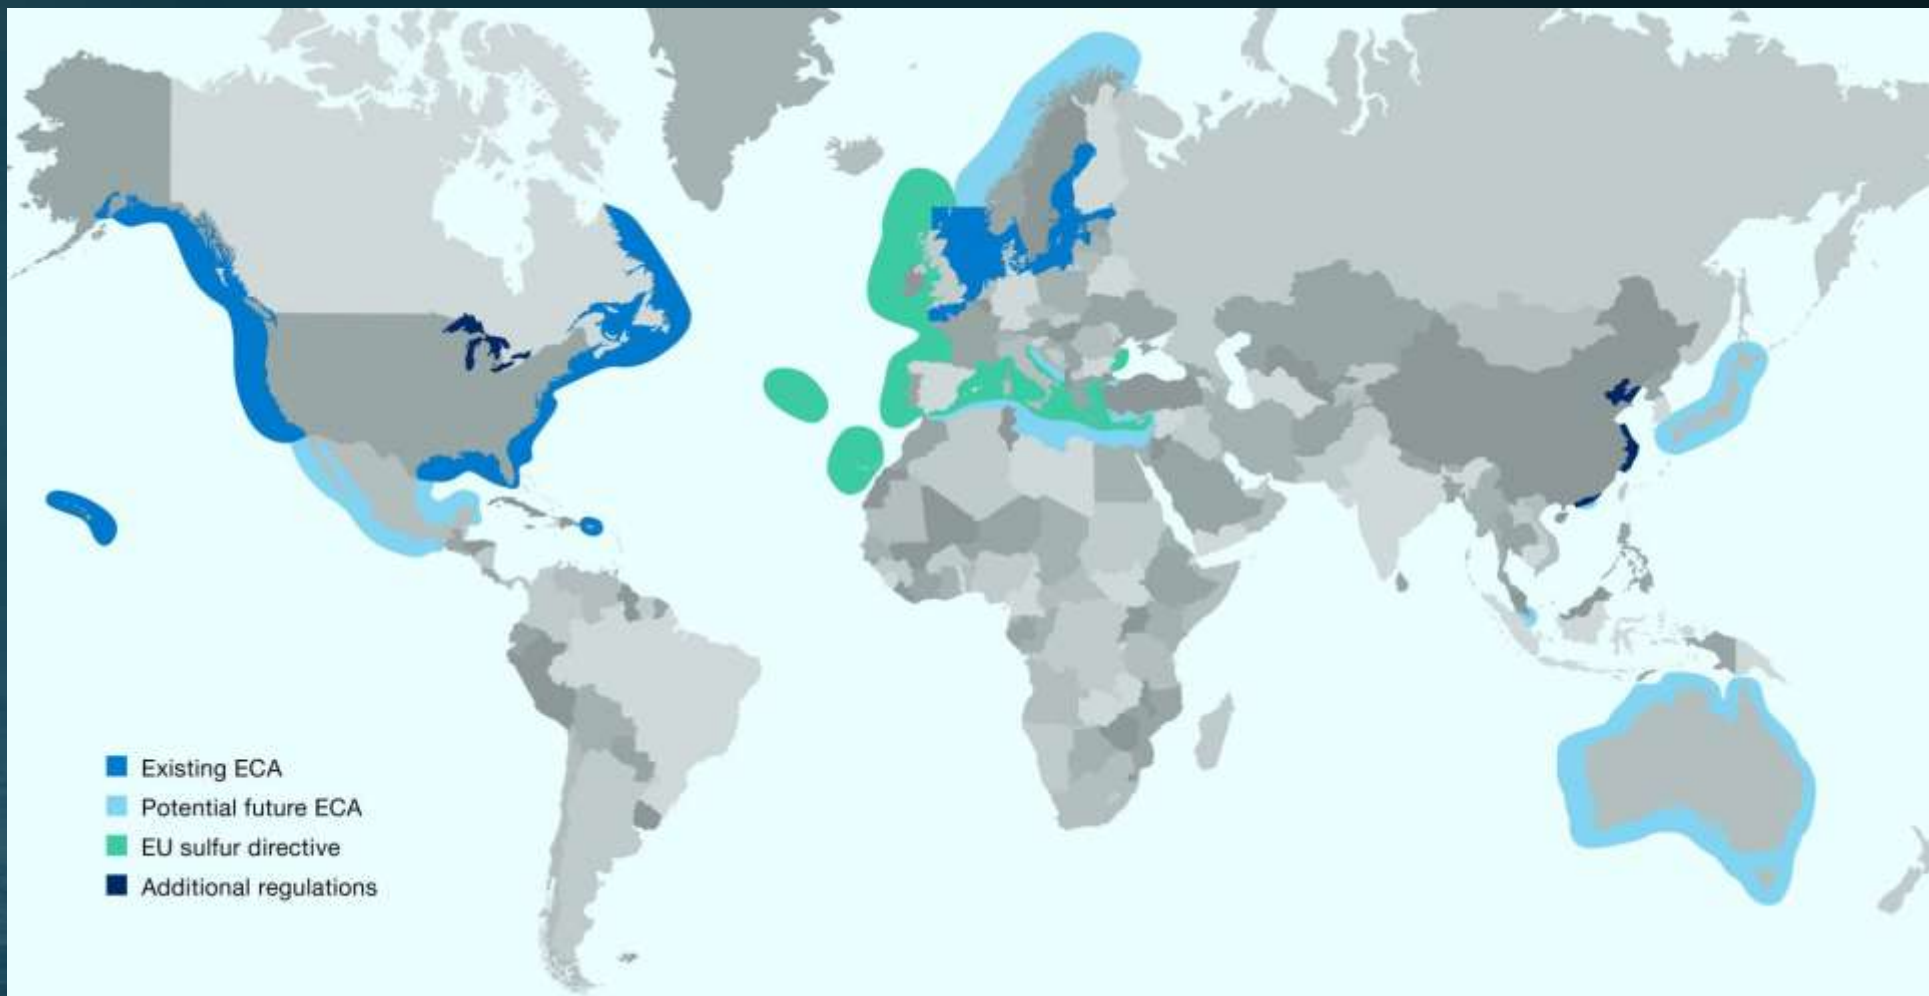 Existing ECA
Potential future ECA
EU sulfur directive
Additional regulations